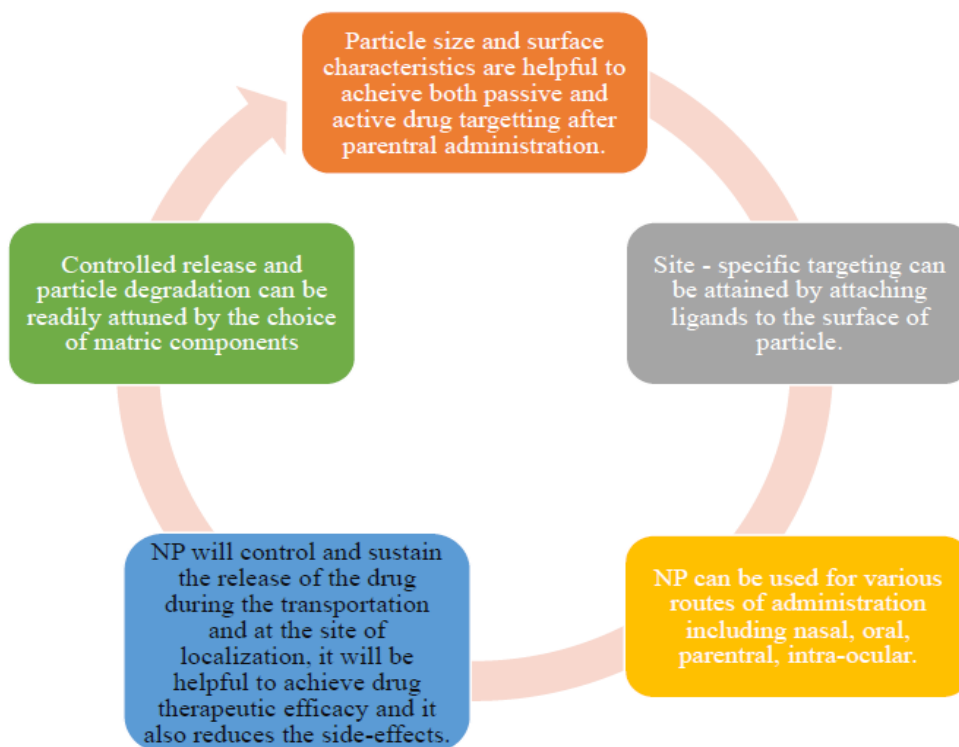 Particle size and surface
characteristics are helpful to
acheive both passive and
active drug targetting after
parentral administration.
Site - specific targeting can
be attained by attaching
ligands to the surface of
particle.
NP can be used for various
routes of administration
including nasal, oral,
parentral, intra-ocular.
NP will control and sustain
the release of the drug
during the transportation
and at the site of
localization, it will be
helpful to achieve drug
therapeutic efficacy and it
also reduces the side-effects.
Controlled release and
particle degradation can be
readily attuned by the choice
of matric components